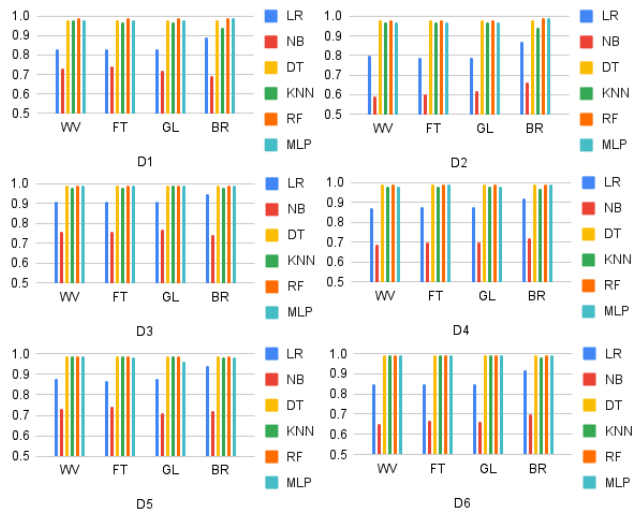 1.0
0.9
0.8
0.7
0.6
0.5
WV FT GL BR
D1
LR
NB
DT
KNN
RF
MLP
1.0
0.9
0.8
0.7
0.6
0.5
WV FT GL BR
D2
LR
NB
DT
KNN
RF
MLP
1.0
0.9
0.8
0.7
0.6
0.5
WV FT GL BR
D3
LR
NB
DT
KNN
RF
MLP
1.0
0.9
0.8
0.7
0.6
0.5
WV FT GL BR
D4
LR
NB
DT
KNN
RF
MLP
1.0
0.9
0.8
0.7
0.6
0.5
WV FT GL BR
D5
LR
NB
DT
KNN
RF
MLP
1.0
0.9
0.8
0.7
0.6
0.5
WV FT GL BR
D6
LR
NB
DT
KNN
RF
MLP